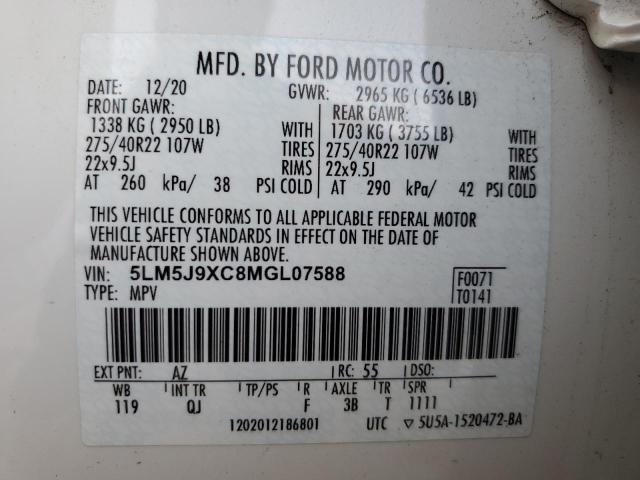 MFD. BY FORD MOTOR CO.
DATE: 12/20 GVWR: 2965 KG ( 6536 LB)
FRONT GAWR: REAR GAWR:
1338 KG ( 2950 LB) WITH 1703 KG ( 3755 LB) WITH
275/40R22 107W TIRES 275/40R22 107W TIRES
22x9.5J RIMS 22x9.5J RIMS
AT 260 kPa/ 38 PSI COLD AT 290 kPa/ 42 PSI COLD
THIS VEHICLE CONFORMS TO ALL APPLICABLE FEDERAL MOTOR
VEHICLE SAFETY STANDARDS IN EFFECT ON THE DATE OF
MANUFACTURE SHOWN ABOVE.
VIN: 5LM5J9XC8MGL07588 F0071
TYPE: MPV T0141
EXT PNT: AZ RC: 55 DSO:
WB INT TR TP/PS R AXLE TR SPR
119 QJ F 3B T 1111
1202012186801 UTC ▽ 5U5A-1520472-BA